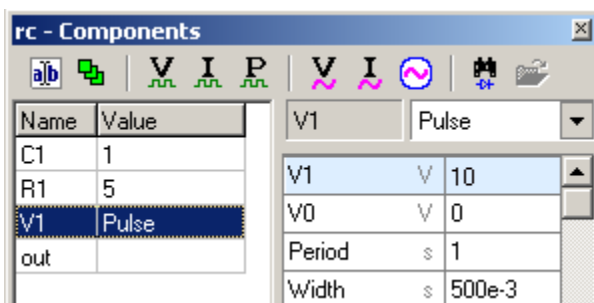 rc - Components
ab V I P V I
Name Value
C1 1
R1 5
V1 Pulse
out
V1 Pulse
V1 V 10
V0 V 0
Period s 1
Width s 500e-3